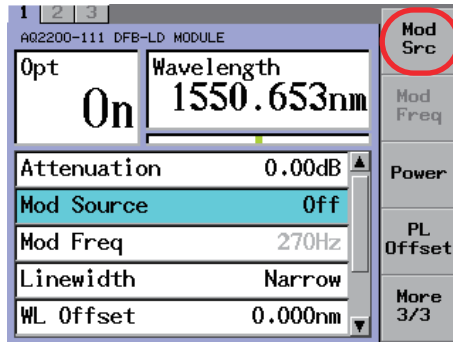 1 2 3
AQ2200-111 DFB-LD MODULE
Opt
On
Wavelength
1550.653nm
Attenuation 0.00dB
Mod Source Off
Mod Freq 270Hz
Linewidth Narrow
WL Offset 0.000nm
Mod
Src
Mod
Freq
Power
PL
Offset
More
3/3